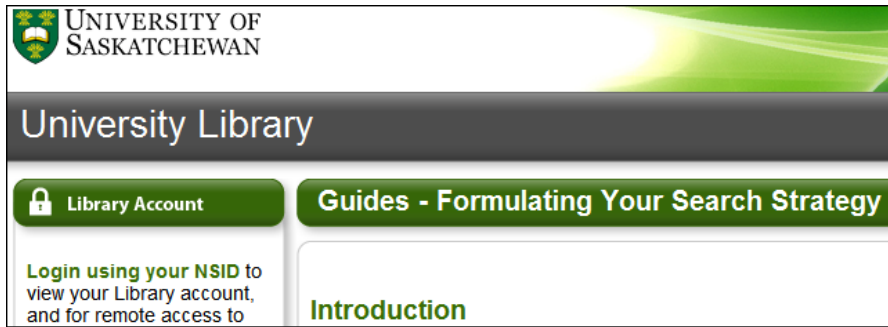 UNIVERSITY OF
SASKATCHEWAN
University Library
Library Account
Login using your NSID to
view your Library account,
and for remote access to
Guides - Formulating Your Search Strategy
Introduction